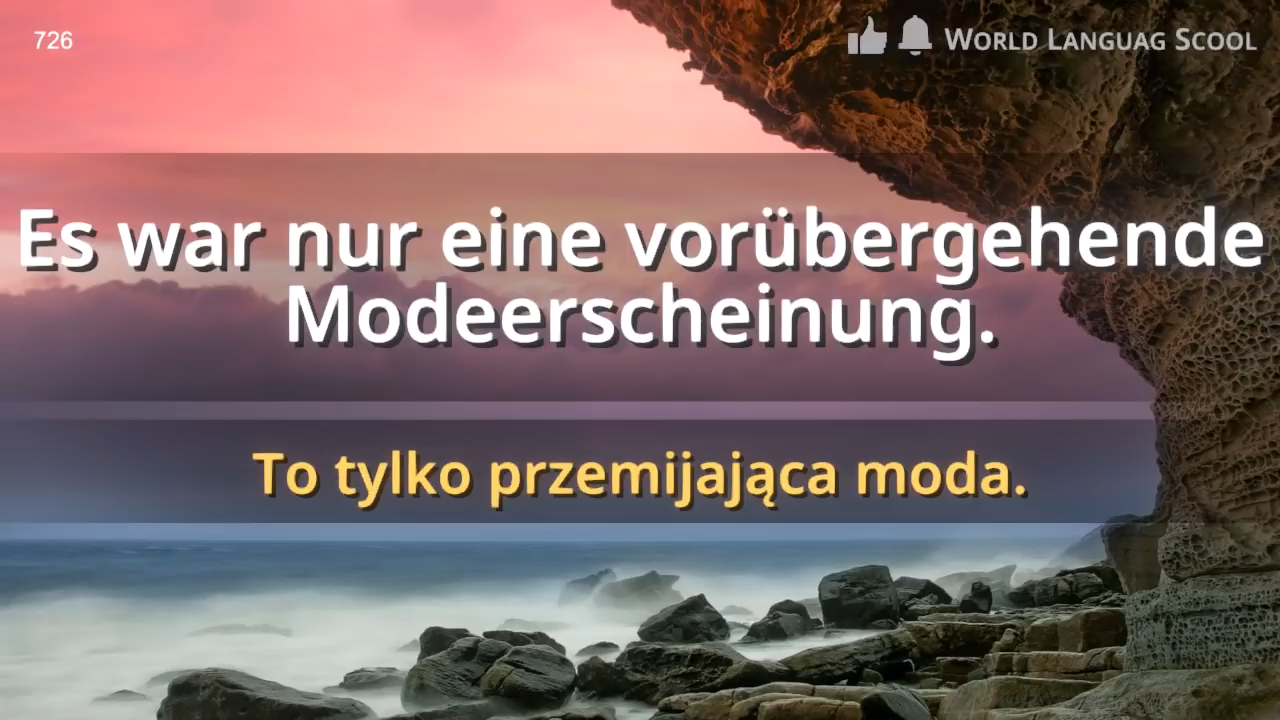 726
World Languag Scool
Es war nur eine vorübergehende
Modeerscheinung.
To tylko przemijająca moda.